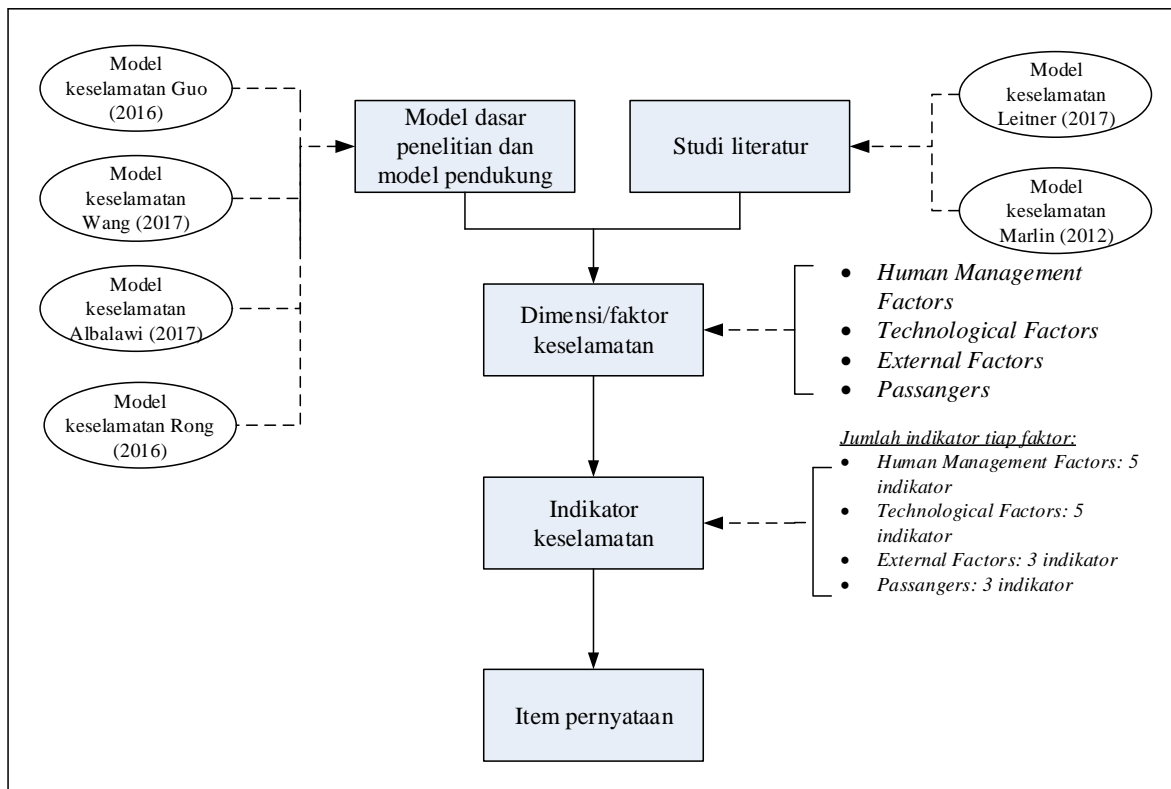 Model
keselamatan Guo
(2016)
Model
keselamatan
Wang (2017)
Model
keselamatan
Albalawi (2017)
Model
keselamatan Rong
(2016)
Model dasar
penelitian dan
model pendukung
Studi literatur
Model
keselamatan
Leitner (2017)
Model
keselamatan
Marlin (2012)
Dimensi/faktor
keselamatan
• Human Management
Factors
• Technological Factors
• External Factors
• Passangers
Indikator
keselamatan
Jumlah indikator tiap faktor:
• Human Management Factors: 5
indikator
• Technological Factors: 5
indikator
• External Factors: 3 indikator
• Passangers: 3 indikator
Item pernyataan